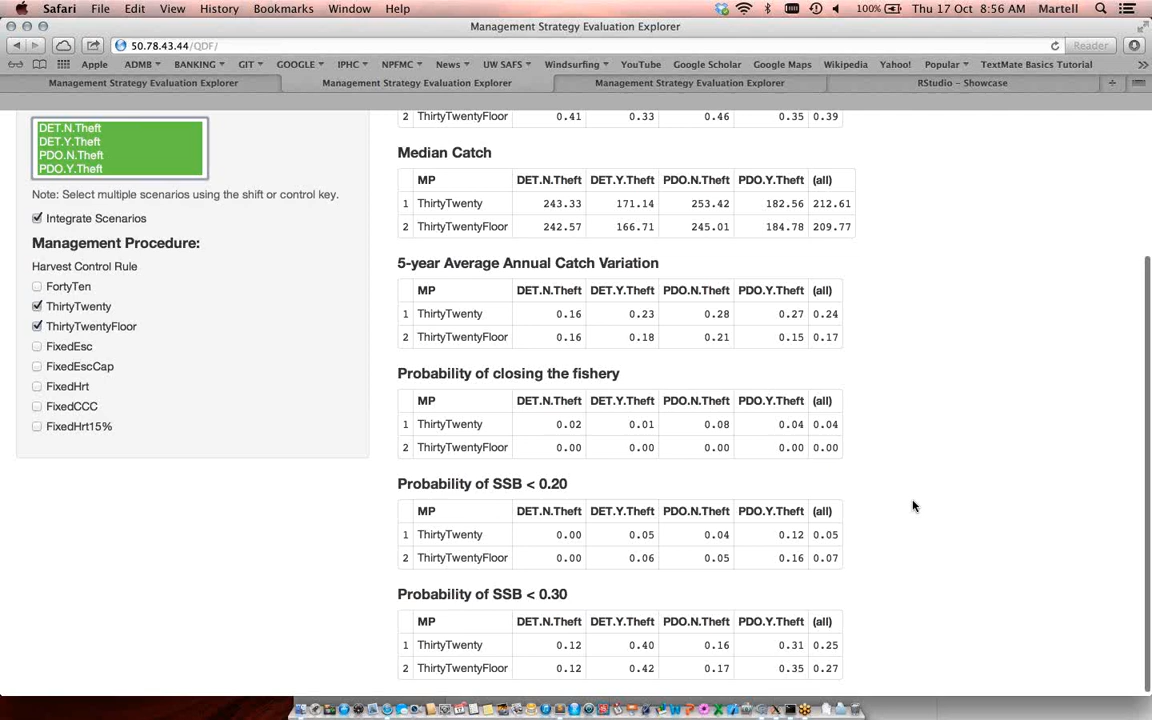 Safari File Edit View History Bookmarks Window Help 100% Thu 17 Oct 8:56 AM Martell
Management Strategy Evaluation Explorer
50.78.43.44/QDF/ Reader
Apple ADMB BANKING GIT GOOGLE IPHC NPFMC News UW SAFS Windsurfing YouTube Google Scholar Google Maps Wikipedia Yahoo! Popular TextMate Basics Tutorial
Management Strategy Evaluation Explorer Management Strategy Evaluation Explorer Management Strategy Evaluation Explorer RStudio – Showcase
DET.N.Theft
DET.Y.Theft
PDO.N.Theft
PDO.Y.Theft
Note: Select multiple scenarios using the shift or control key.
Integrate Scenarios
Management Procedure:
Harvest Control Rule
FortyTen
ThirtyTwenty
ThirtyTwentyFloor
FixedEsc
FixedEscCap
FixedHrt
FixedCCC
FixedHrt15%
2 ThirtyTwentyFloor 0.41 0.33 0.46 0.35 0.39
Median Catch
MP DET.N.Theft DET.Y.Theft PDO.N.Theft PDO.Y.Theft (all)
1 ThirtyTwenty 243.33 171.14 253.42 182.56 212.61
2 ThirtyTwentyFloor 242.57 166.71 245.01 184.78 209.77
5-year Average Annual Catch Variation
MP DET.N.Theft DET.Y.Theft PDO.N.Theft PDO.Y.Theft (all)
1 ThirtyTwenty 0.16 0.23 0.28 0.27 0.24
2 ThirtyTwentyFloor 0.16 0.18 0.21 0.15 0.17
Probability of closing the fishery
MP DET.N.Theft DET.Y.Theft PDO.N.Theft PDO.Y.Theft (all)
1 ThirtyTwenty 0.02 0.01 0.08 0.04 0.04
2 ThirtyTwentyFloor 0.00 0.00 0.00 0.00 0.00
Probability of SSB < 0.20
MP DET.N.Theft DET.Y.Theft PDO.N.Theft PDO.Y.Theft (all)
1 ThirtyTwenty 0.00 0.05 0.04 0.12 0.05
2 ThirtyTwentyFloor 0.00 0.06 0.05 0.16 0.07
Probability of SSB < 0.30
MP DET.N.Theft DET.Y.Theft PDO.N.Theft PDO.Y.Theft (all)
1 ThirtyTwenty 0.12 0.40 0.16 0.31 0.25
2 ThirtyTwentyFloor 0.12 0.42 0.17 0.35 0.27